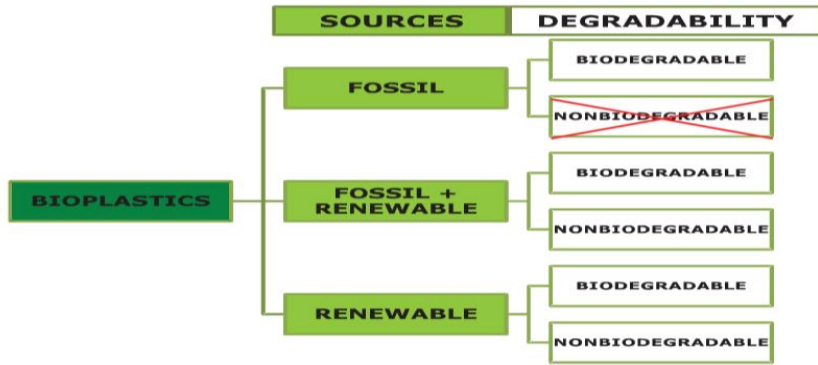 SOURCES
DEGRADABILITY
BIOPLASTICS
FOSSIL
BIODEGRADABLE
NONBIODEGRADABLE
FOSSIL +
RENEWABLE
BIODEGRADABLE
NONBIODEGRADABLE
RENEWABLE
BIODEGRADABLE
NONBIODEGRADABLE